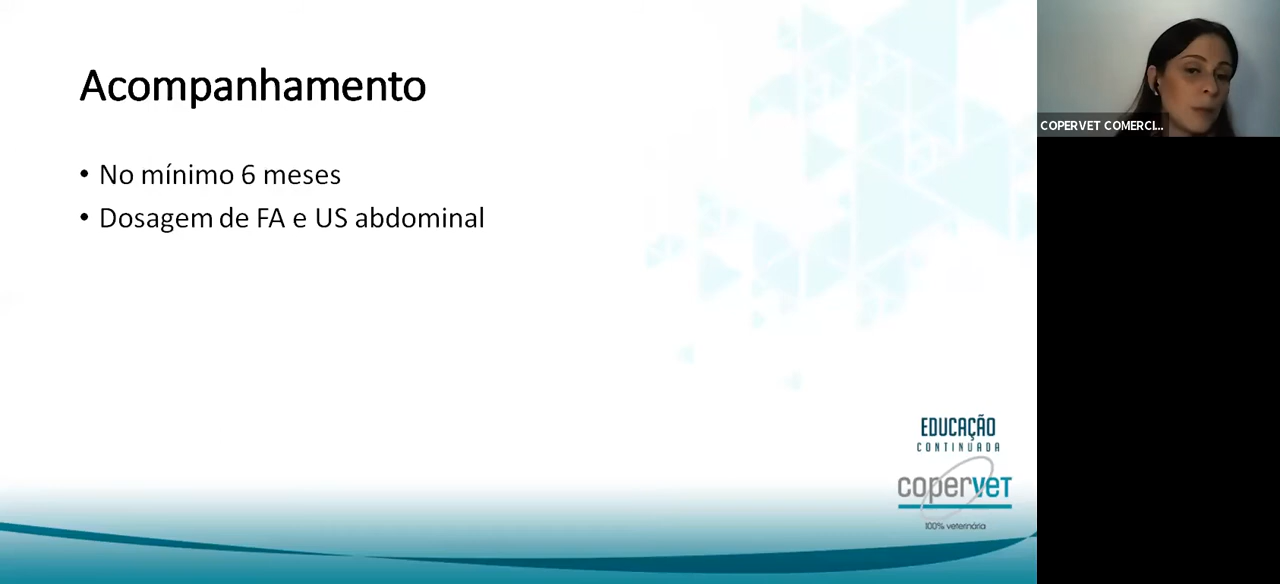 Acompanhamento
• No mínimo 6 meses
• Dosagem de FA e US abdominal
COPERVET COMERCI...
EDUCAÇÃO
CONTINUADA
copervet
100% veterinária